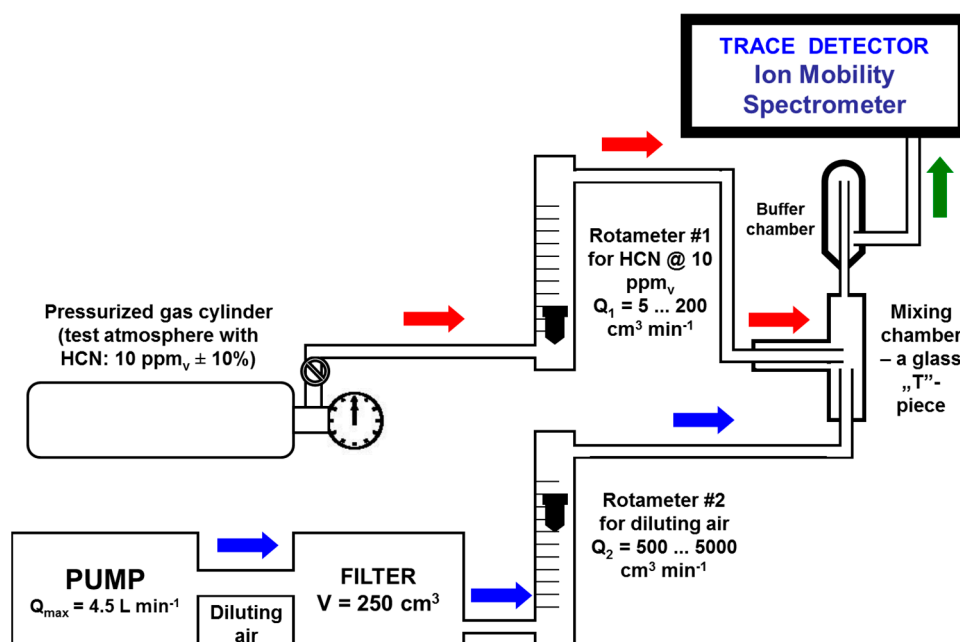 TRACE DETECTOR
Ion Mobility
Spectrometer
Buffer
chamber
Rotameter #1
for HCN @ 10
ppmᵥ
Q₁ = 5 ... 200
cm³ min⁻¹
Pressurized gas cylinder
(test atmosphere with
HCN: 10 ppmᵥ ± 10%)
Mixing
chamber
– a glass
„T”-
piece
Rotameter #2
for diluting air
Q₂ = 500 ... 5000
cm³ min⁻¹
PUMP
Qmax = 4.5 L min⁻¹
FILTER
V = 250 cm³
Diluting
air